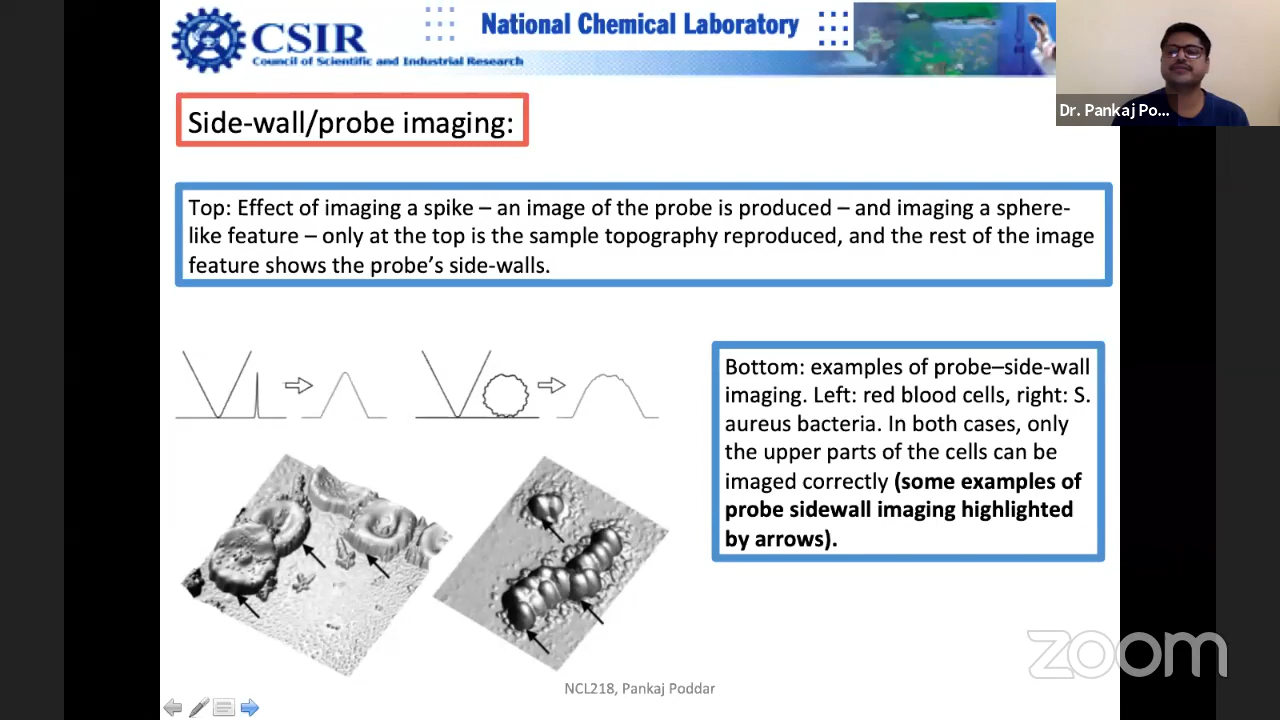 CSIR
Council of Scientific and Industrial Research
National Chemical Laboratory
Dr. Pankaj Po...
Side-wall/probe imaging:
Top: Effect of imaging a spike – an image of the probe is produced – and imaging a sphere-
like feature – only at the top is the sample topography reproduced, and the rest of the image
feature shows the probe’s side-walls.
Bottom: examples of probe–side-wall
imaging. Left: red blood cells, right: S.
aureus bacteria. In both cases, only
the upper parts of the cells can be
imaged correctly (some examples of
probe sidewall imaging highlighted
by arrows).
zoom
NCL218, Pankaj Poddar